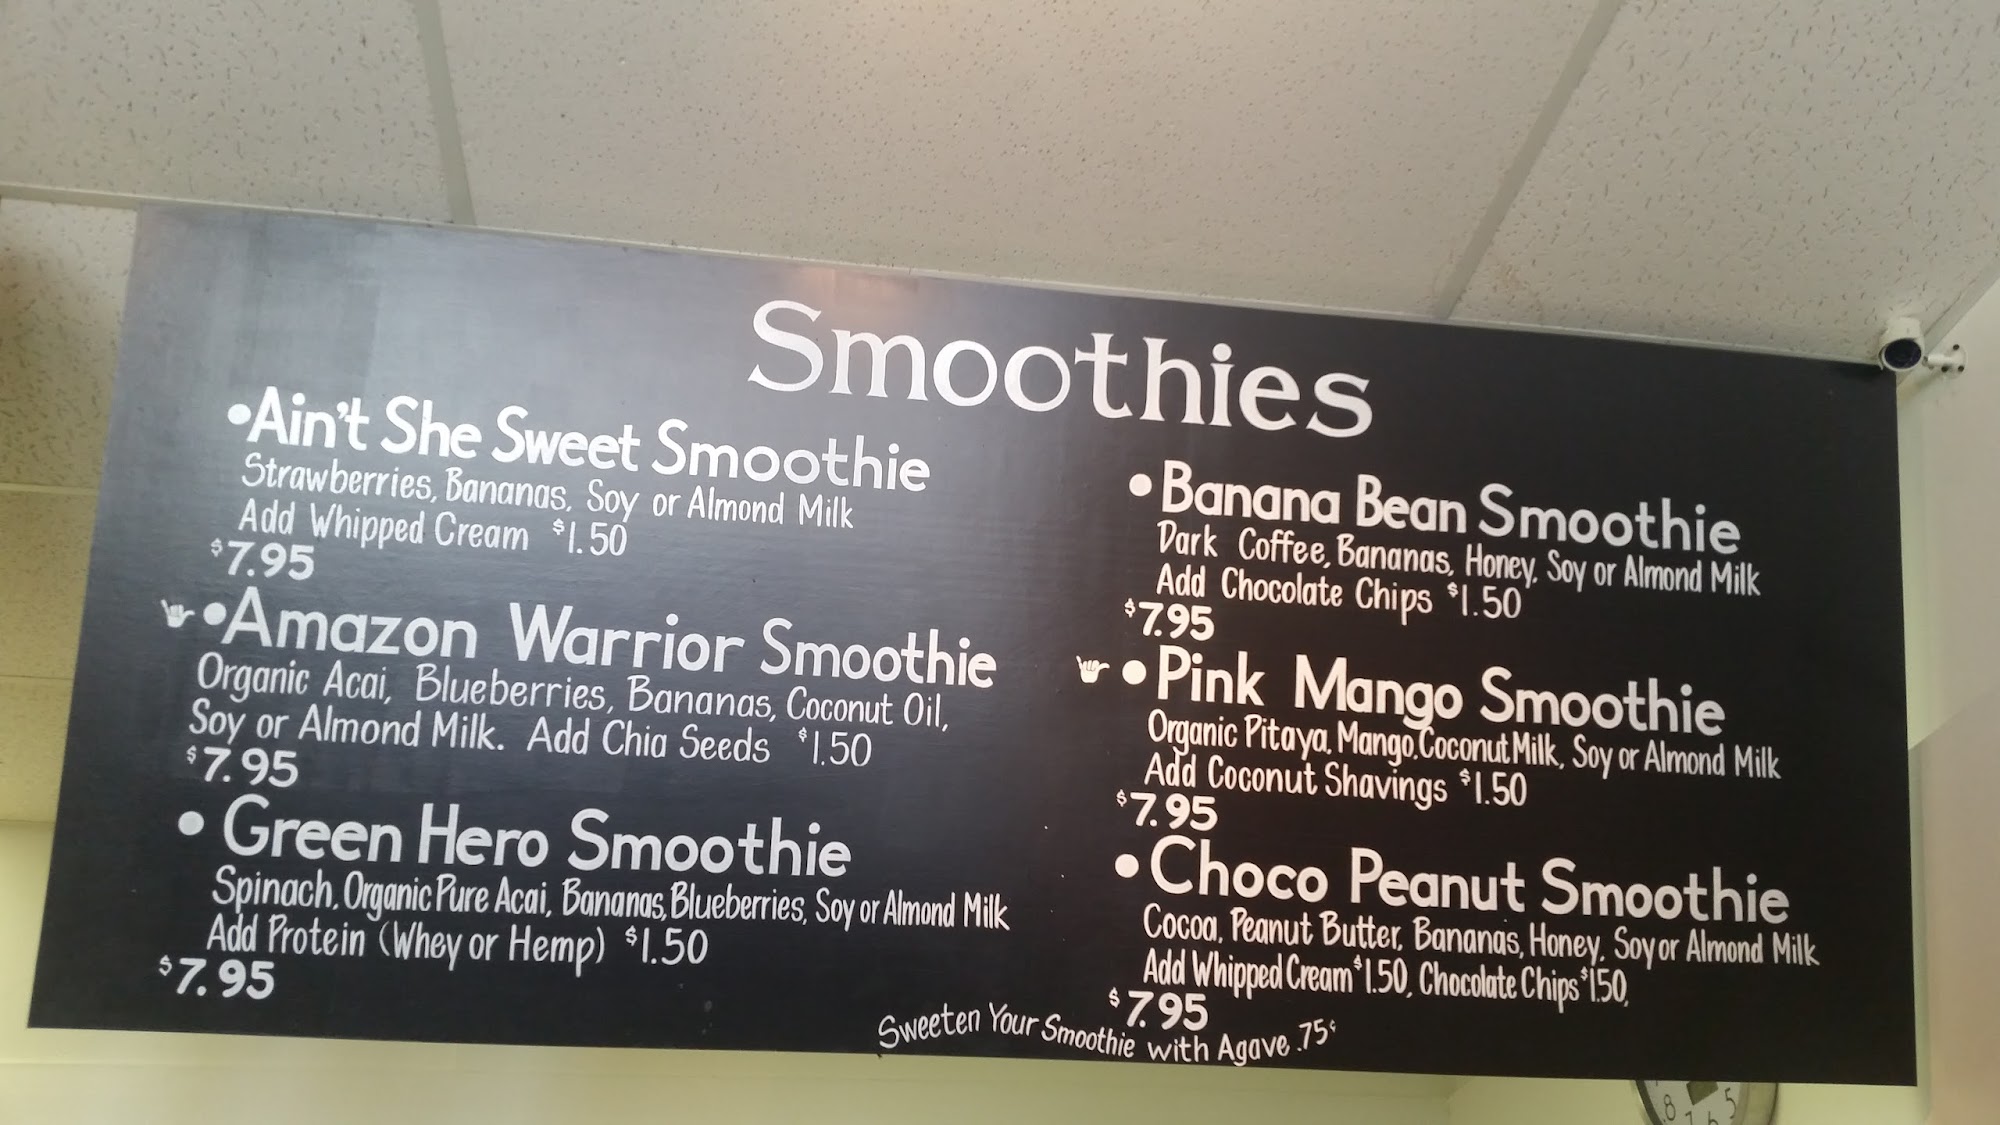 Smoothies
•Ain't She Sweet Smoothie
Strawberries, Bananas, Soy or Almond Milk
Add Whipped Cream $1.50
$7.95
•Amazon Warrior Smoothie
Organic Acai, Blueberries, Bananas, Coconut Oil,
Soy or Almond Milk. Add Chia Seeds $1.50
$7.95
• Green Hero Smoothie
Spinach, Organic Pure Acai, Bananas, Blueberries, Soy or Almond Milk
Add Protein (Whey or Hemp) $1.50
$7.95
• Banana Bean Smoothie
Dark Coffee, Bananas, Honey, Soy or Almond Milk
Add Chocolate Chips $1.50
$7.95
• Pink Mango Smoothie
Organic Pitaya, Mango, Coconut Milk, Soy or Almond Milk
Add Coconut Shavings $1.50
$7.95
• Choco Peanut Smoothie
Cocoa, Peanut Butter, Bananas, Honey, Soy or Almond Milk
Add Whipped Cream $1.50, Chocolate Chips $1.50,
$7.95
Sweeten Your Smoothie with Agave .75¢
8 7 6 5